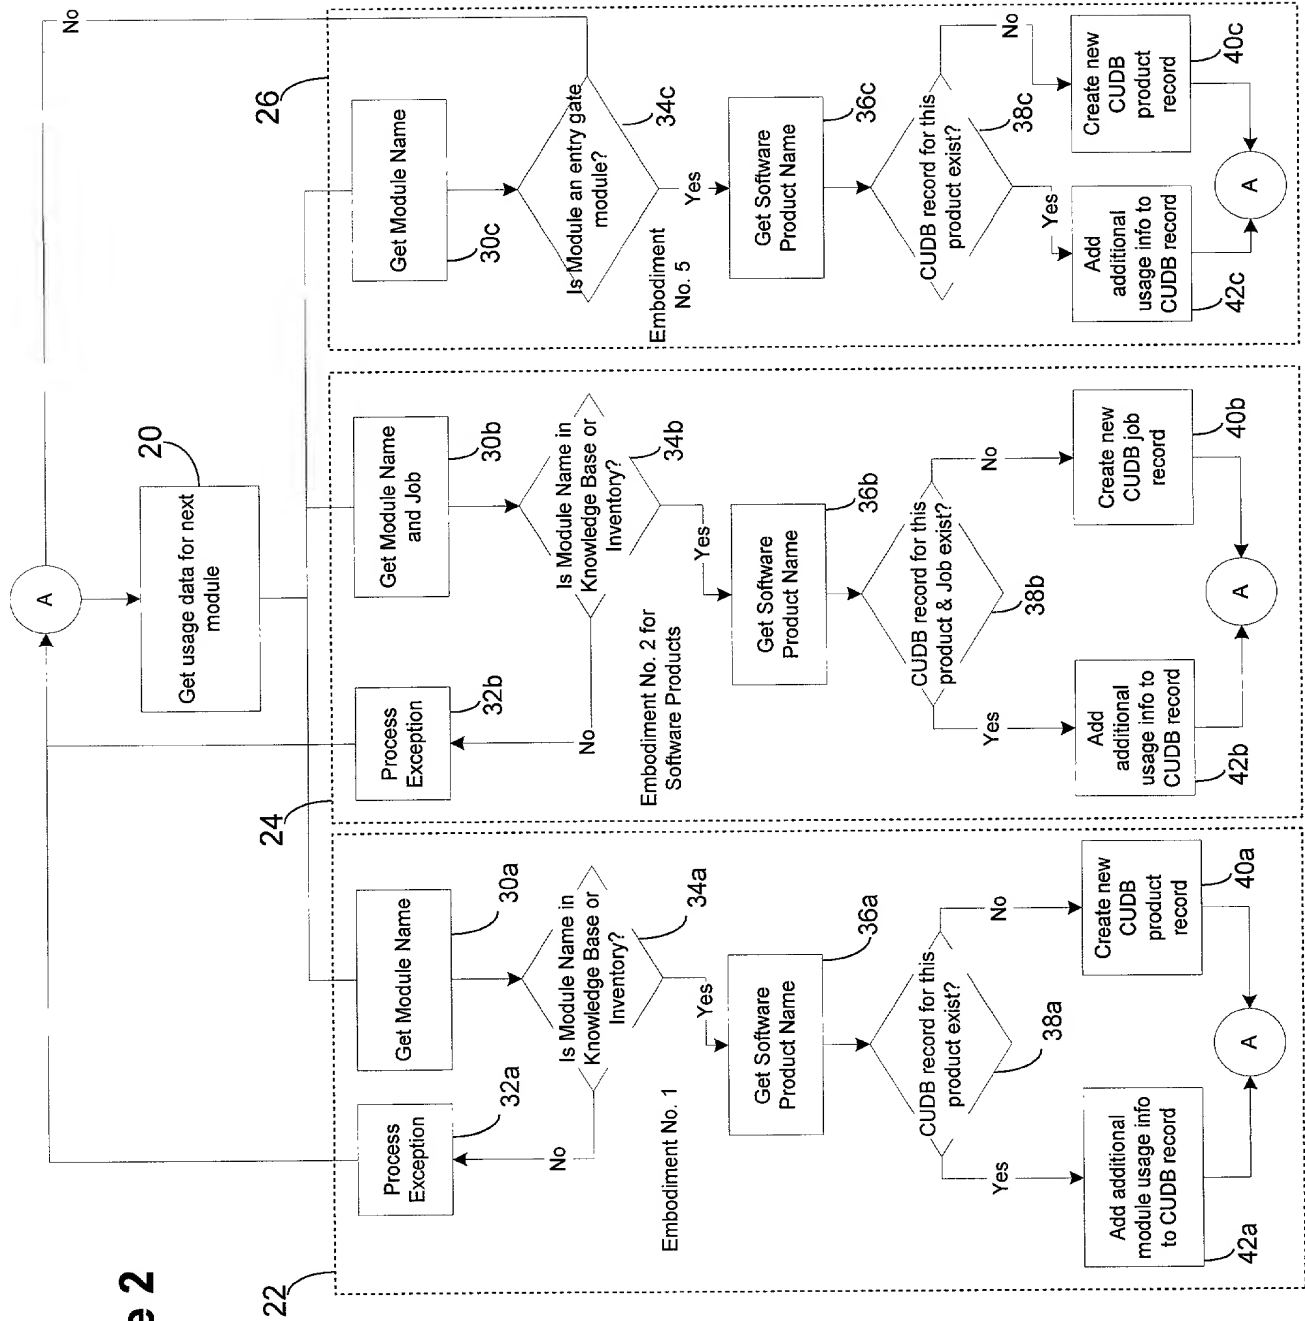 e 2
A
Get usage data for next
module
20
No
22
Get Module Name
30a
Process
Exception
32a
Is Module Name in
Knowledge Base or
Inventory?
34a
No
Yes
Embodiment No. 1
Get Software
Product Name
36a
CUDB record for this
product exist?
38a
Yes
No
Add additional
module usage info
to CUDB record
42a
Create new
CUDB
product
record
40a
A
24
Get Module Name
and Job
30b
Process
Exception
32b
Is Module Name in
Knowledge Base or
Inventory?
34b
No
Yes
Embodiment No. 2 for
Software Products
Get Software
Product Name
36b
CUDB record for this
product & Job exist?
38b
Yes
No
Add
additional
usage info to
CUDB record
42b
Create new
CUDB job
record
40b
A
26
Get Module Name
30c
Is Module an entry gate
module?
34c
Yes
Embodiment
No. 5
Get Software
Product Name
36c
CUDB record for this
product exist?
38c
Yes
No
Add
additional
usage info to
CUDB record
42c
Create new
CUDB
product
record
40c
A